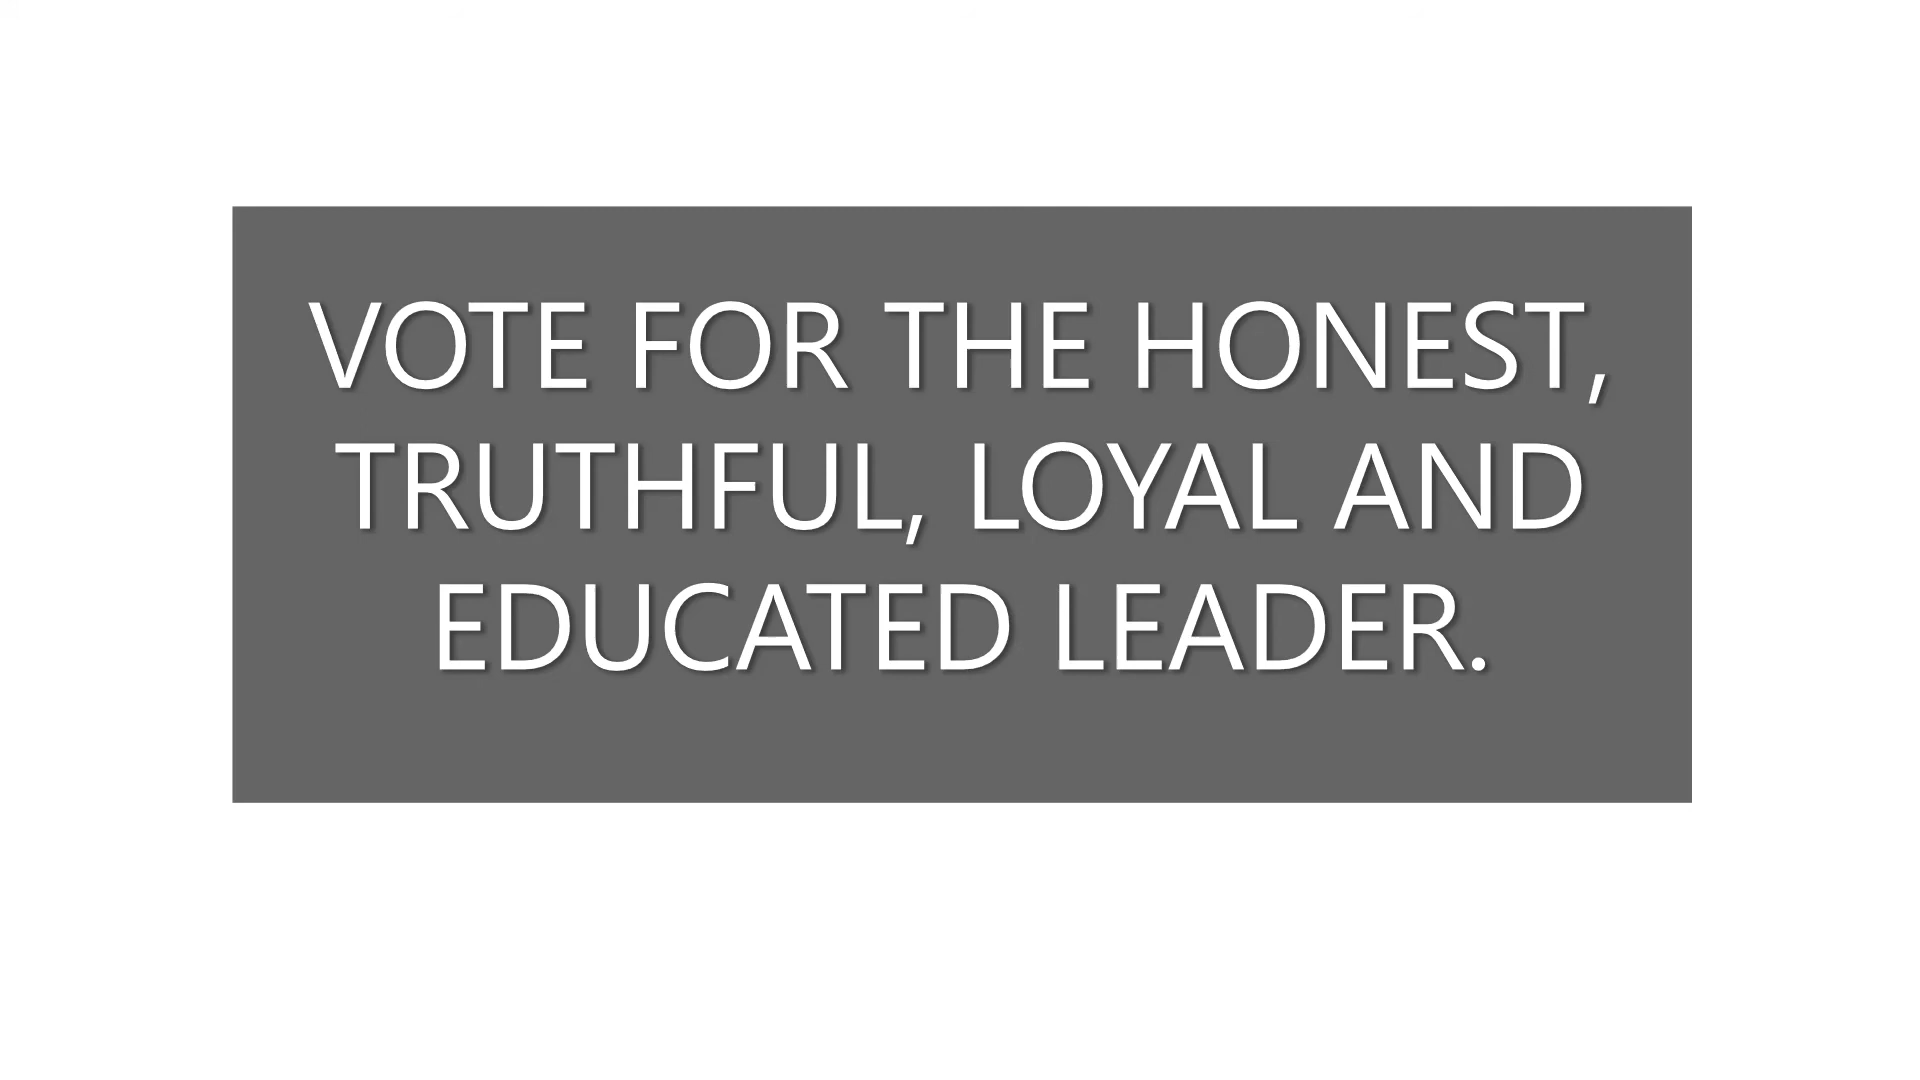 VOTE FOR THE HONEST,
TRUTHFUL, LOYAL AND
EDUCATED LEADER.